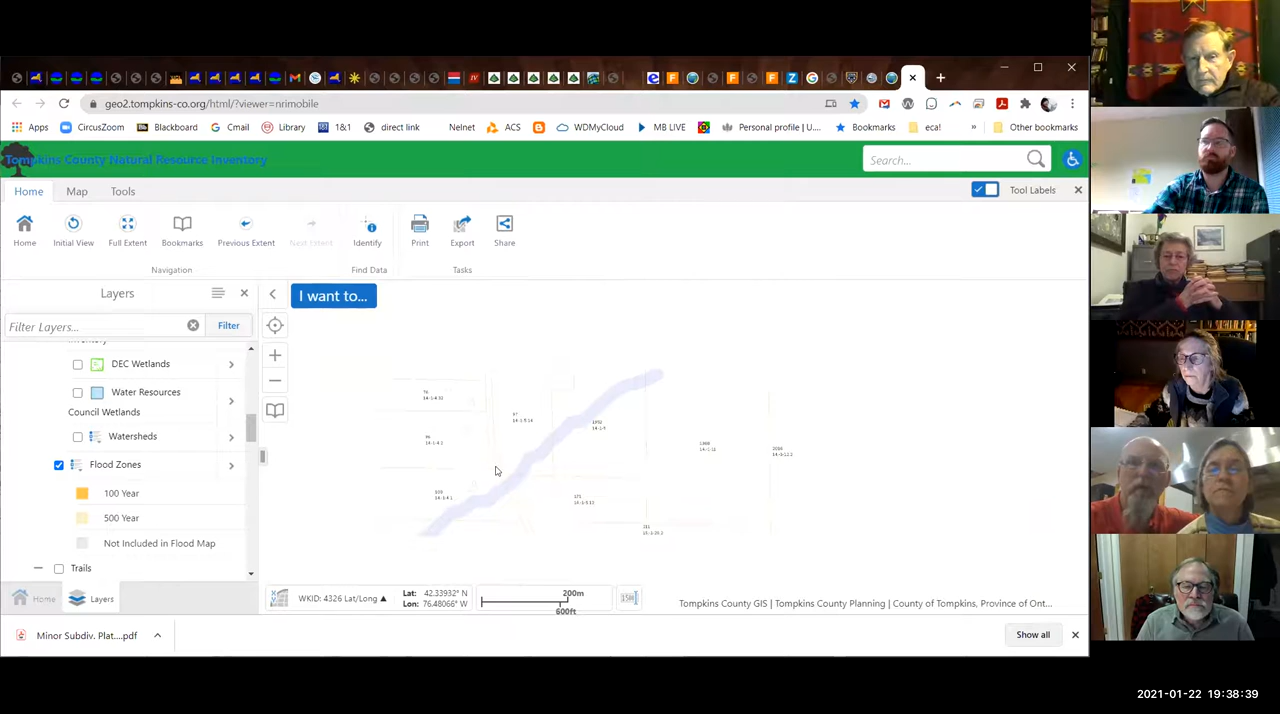 geo2.tompkins-co.org/html/?viewer=nrimobile
Apps CircusZoom Blackboard Gmail Library 1&1 direct link Nelnet ACS WDMyCloud MB LIVE Personal profile | U... Bookmarks eca! » Other bookmarks
Tompkins County Natural Resource Inventory
Search...
Home Map Tools
Tool Labels
Home Initial View Full Extent Bookmarks Previous Extent Next Extent Identify Print Export Share
Navigation Find Data Tasks
Layers
I want to...
Filter Layers... Filter
Inventory
DEC Wetlands
Water Resources
Council Wetlands
Watersheds
Flood Zones
100 Year
500 Year
Not Included in Flood Map
Trails
Home Layers
WKID: 4326 Lat/Long
Lat: 42.33932° N
Lon: 76.48066° W
200m
600ft
Tompkins County GIS | Tompkins County Planning | County of Tompkins, Province of Ont...
Minor Subdiv. Plat....pdf
Show all
2021-01-22 19:38:39